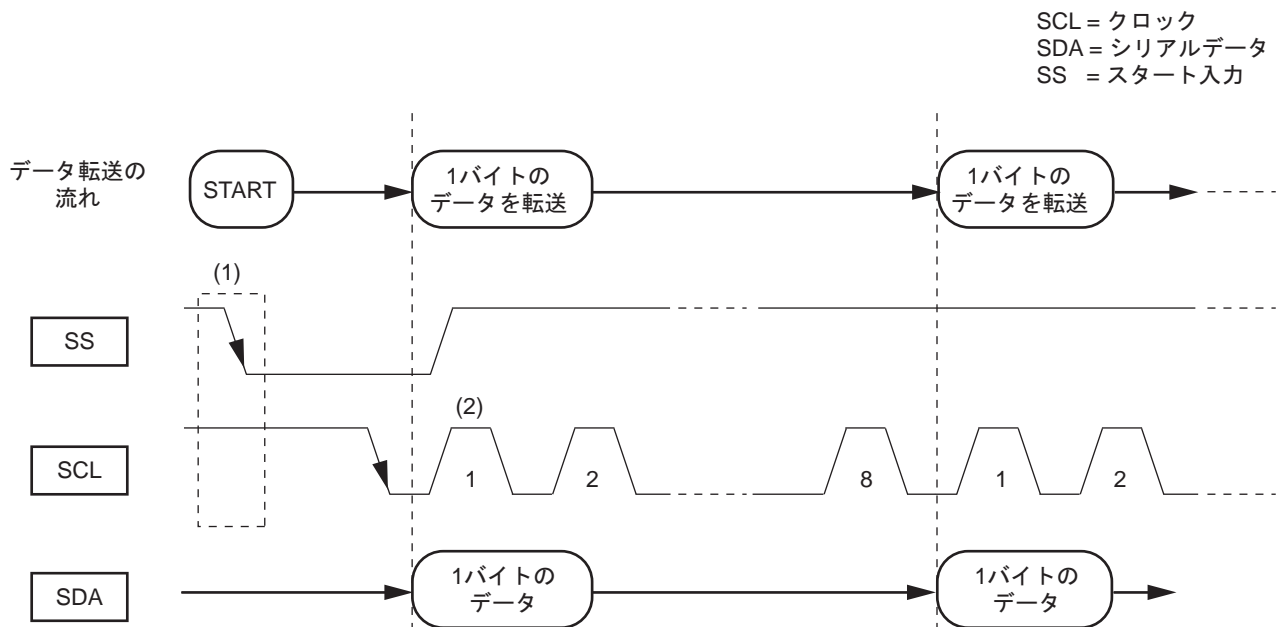 SCL = クロック
SDA = シリアルデータ
SS = スタート入力
データ転送の
流れ
START
1バイトの
データを転送
1バイトの
データを転送
(1)
SS
(2)
SCL
1
2
8
1
2
SDA
1バイトの
データ
1バイトの
データ